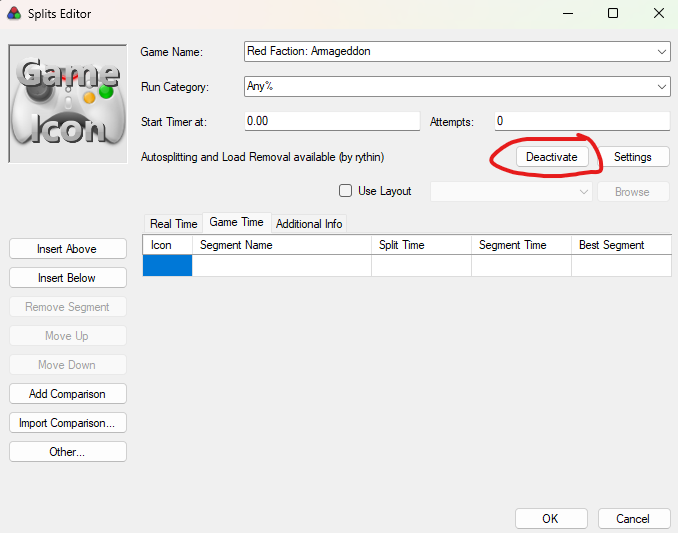 Splits Editor
Game Icon
Game Name: Red Faction: Armageddon
Run Category: Any%
Start Timer at: 0.00 Attempts: 0
Autosplitting and Load Removal available (by rythin) Deactivate Settings
Use Layout Browse
Real Time Game Time Additional Info
Icon Segment Name Split Time Segment Time Best Segment
Insert Above
Insert Below
Remove Segment
Move Up
Move Down
Add Comparison
Import Comparison...
Other...
OK Cancel